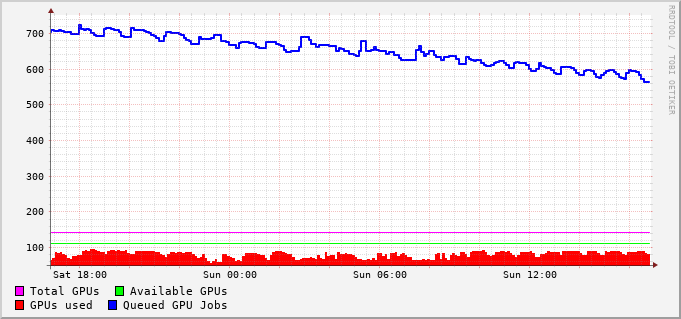 RRDTOOL / TOBI OETIKER
700
600
500
400
300
200
100
Sat 18:00 Sun 00:00 Sun 06:00 Sun 12:00
Total GPUs Available GPUs
GPUs used Queued GPU Jobs